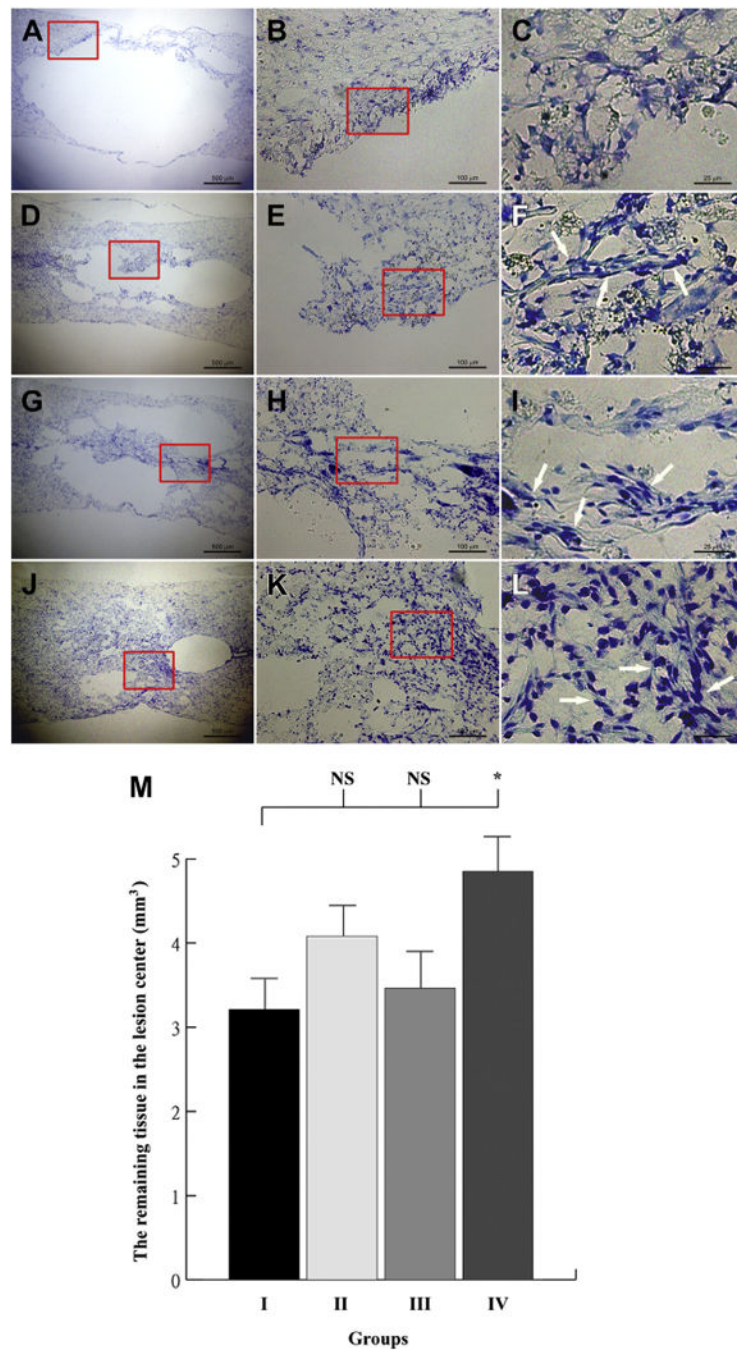 A
B
C
500 µm
100 µm
25 µm
D
E
F
500 µm
100 µm
G
H
I
500 µm
100 µm
25 µm
J
K
L
M
NS
NS
*
The remaining tissue in the lesion center (mm³)
5
4
3
2
1
0
I
II
III
IV
Groups